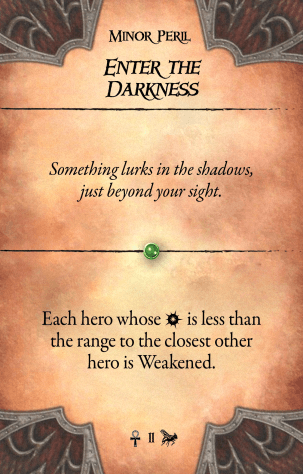 Minor Peril
Enter the
Darkness
Something lurks in the shadows,
just beyond your sight.
Each hero whose is less than
the range to the closest other
hero is Weakened.
II